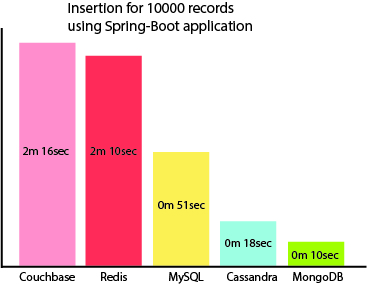 Insertion for 10000 records
using Spring-Boot application
2m 16sec
2m 10sec
0m 51sec
0m 18sec
0m 10sec
Couchbase Redis MySQL Cassandra MongoDB